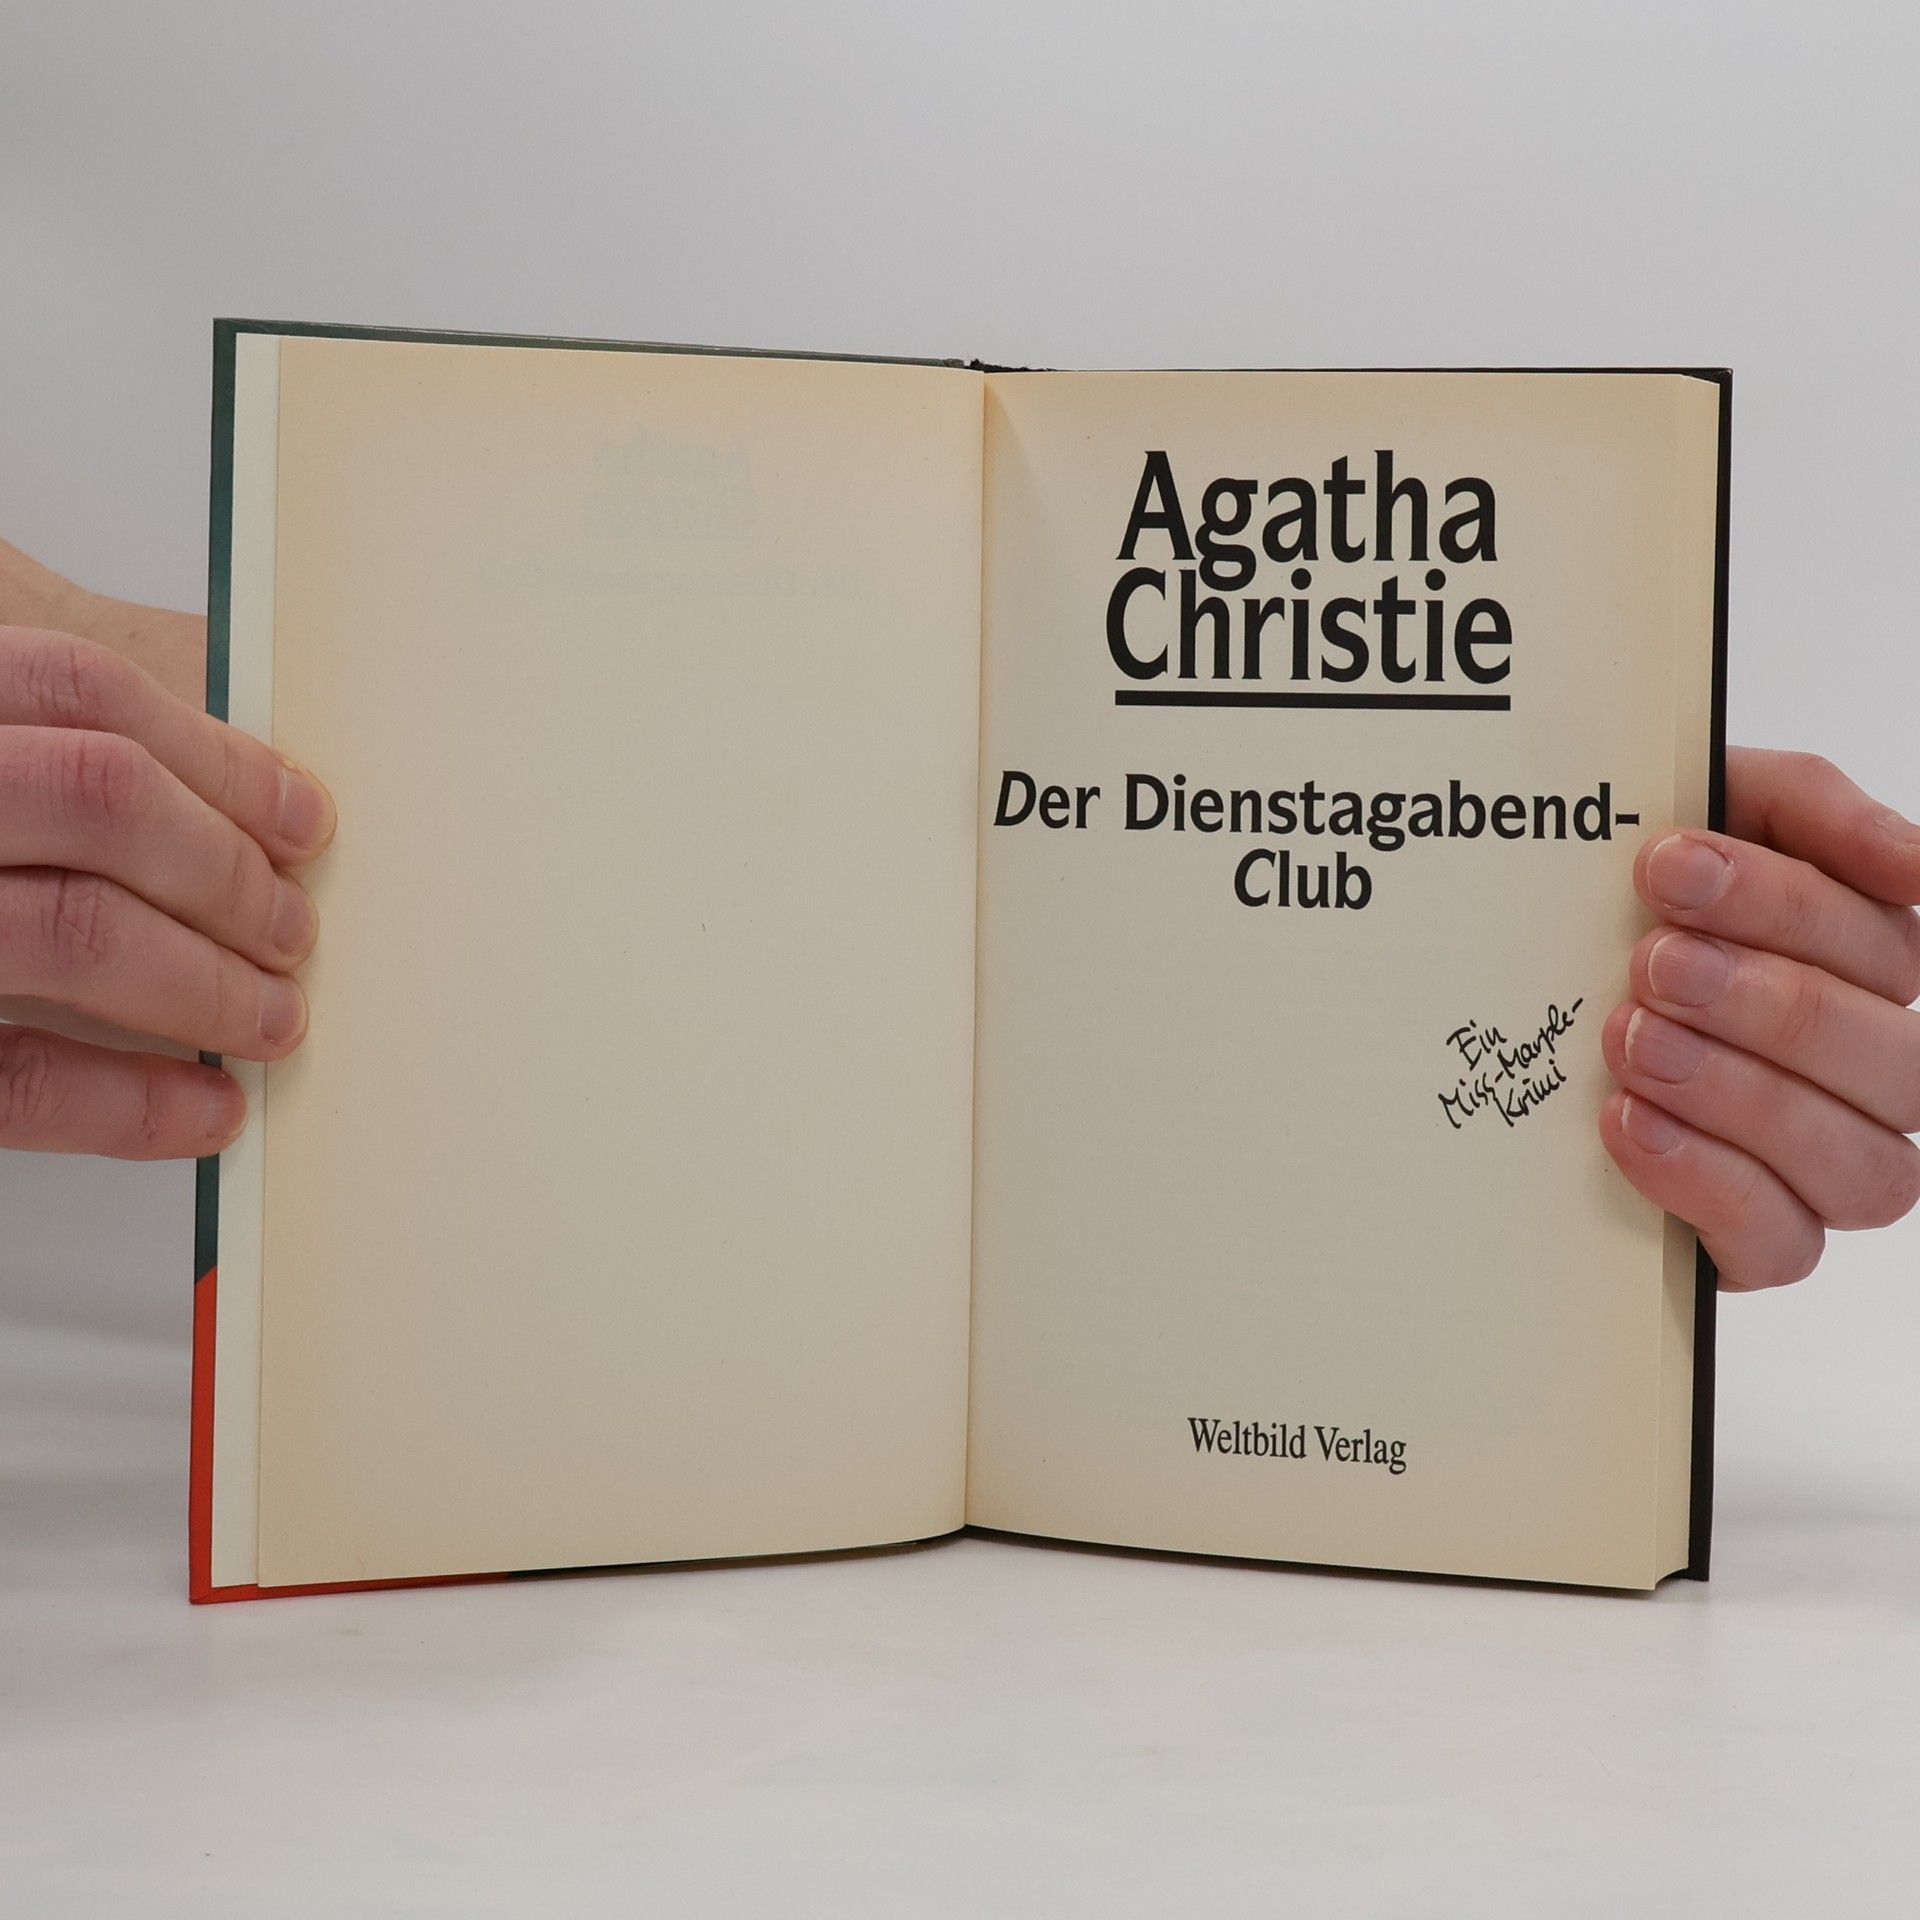 Agatha
Christie
Der Dienstagabend-
Club
Ein
Miss-Marple-
Krimi
Weltbild Verlag